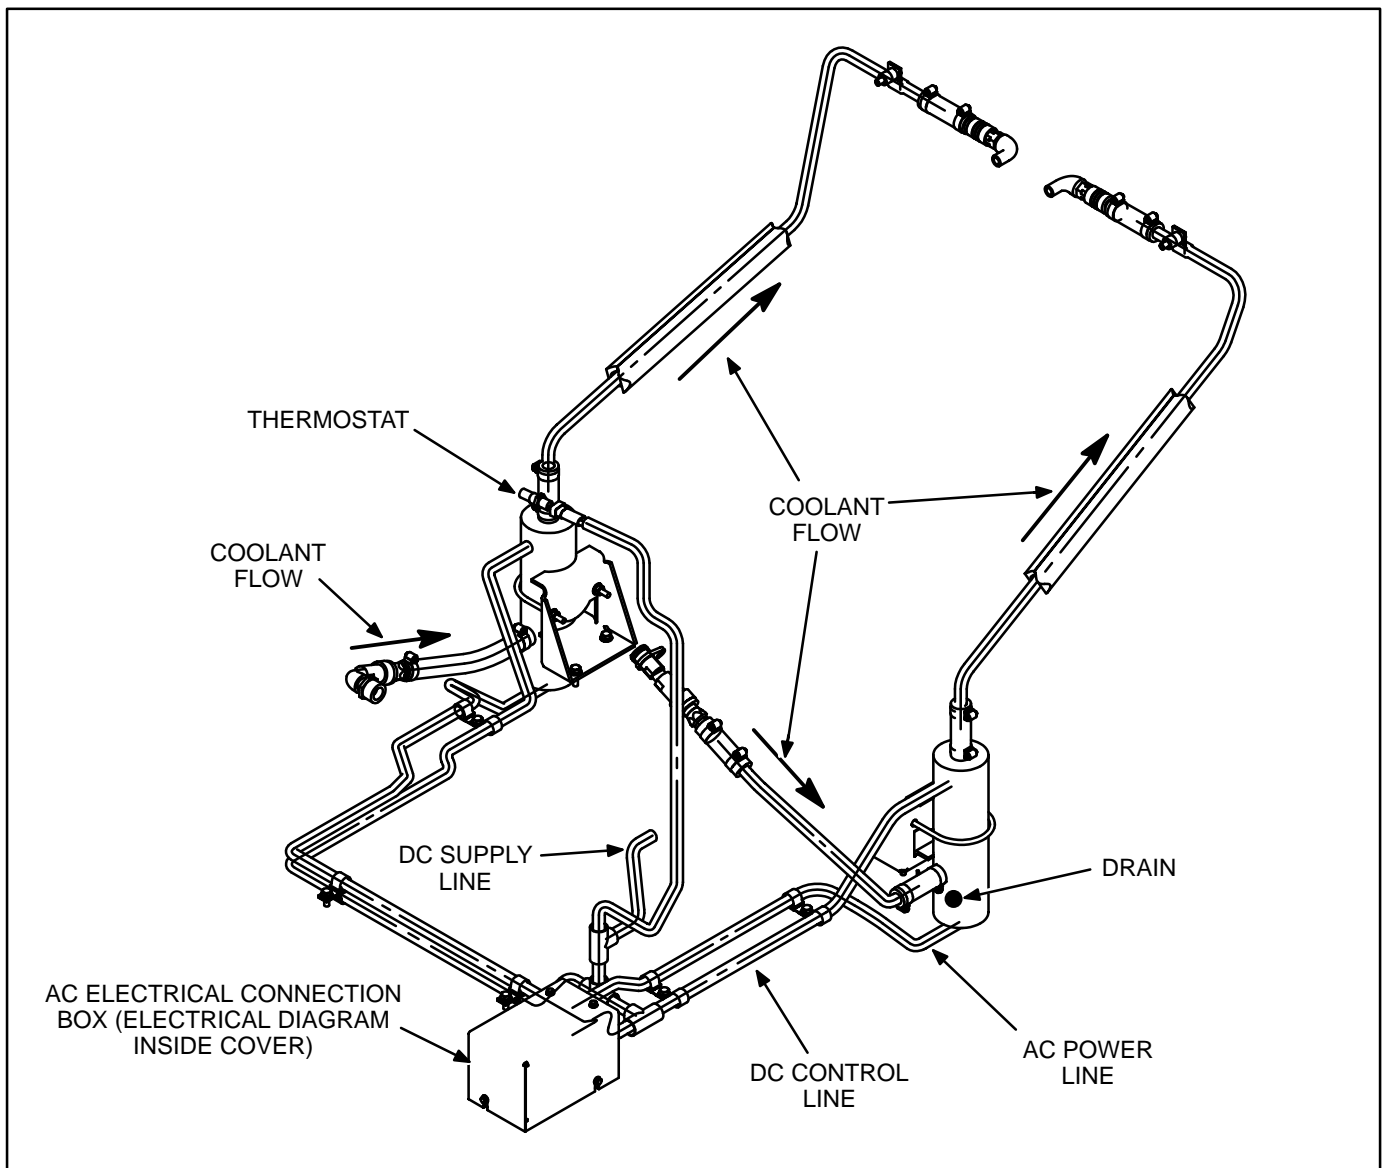 THERMOSTAT
COOLANT
FLOW
COOLANT
FLOW
DC SUPPLY
LINE
DRAIN
AC ELECTRICAL CONNECTION
BOX (ELECTRICAL DIAGRAM
INSIDE COVER)
DC CONTROL
LINE
AC POWER
LINE